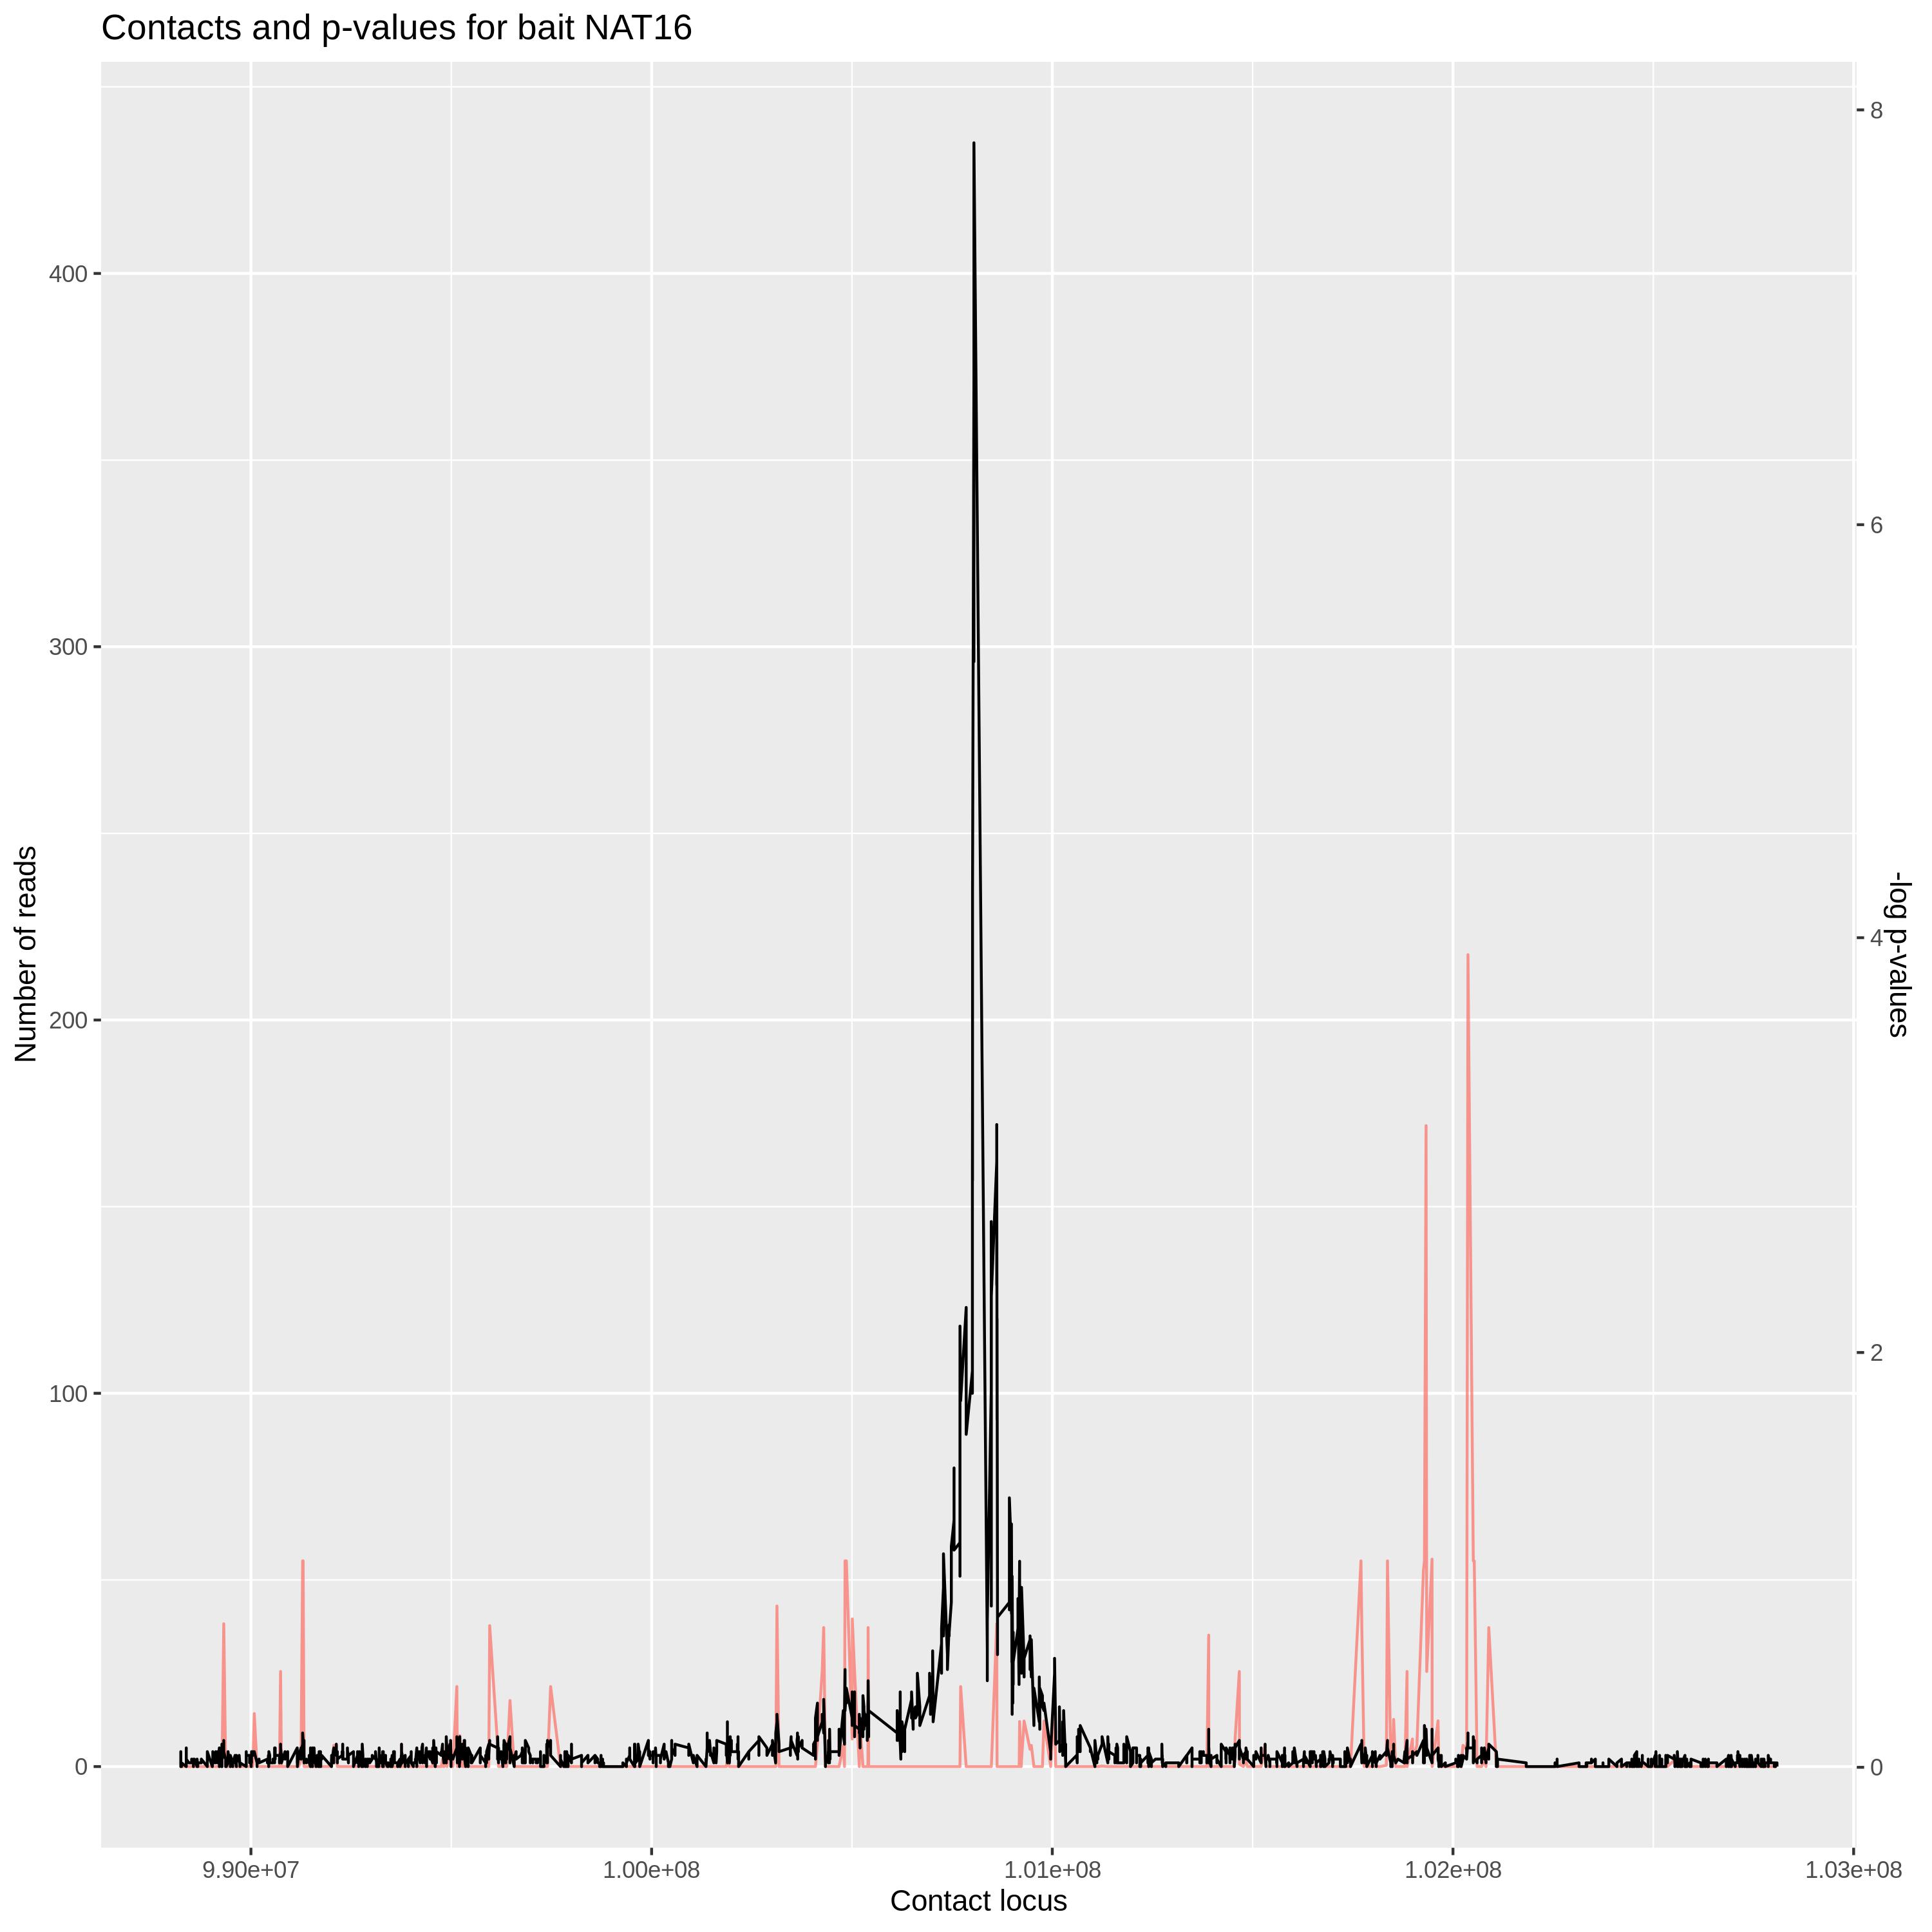 Contacts and p-values for bait NAT16
400
300
200
100
0
Number of reads
8
6
4
2
0
-log p-values
9.90e+07
1.00e+08
1.01e+08
1.02e+08
1.03e+08
Contact locus